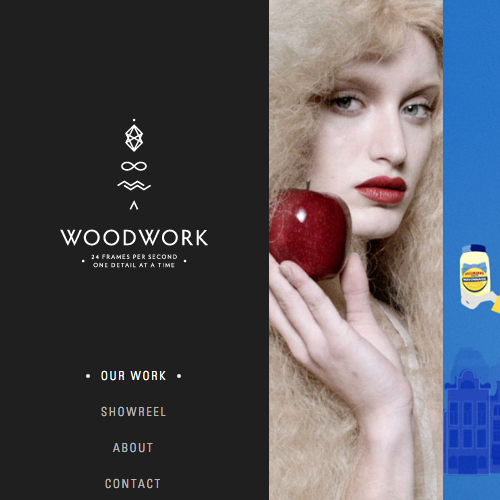 WOODWORK
24 FRAMES PER SECOND
ONE DETAIL AT A TIME
OUR WORK
SHOWREEL
ABOUT
CONTACT